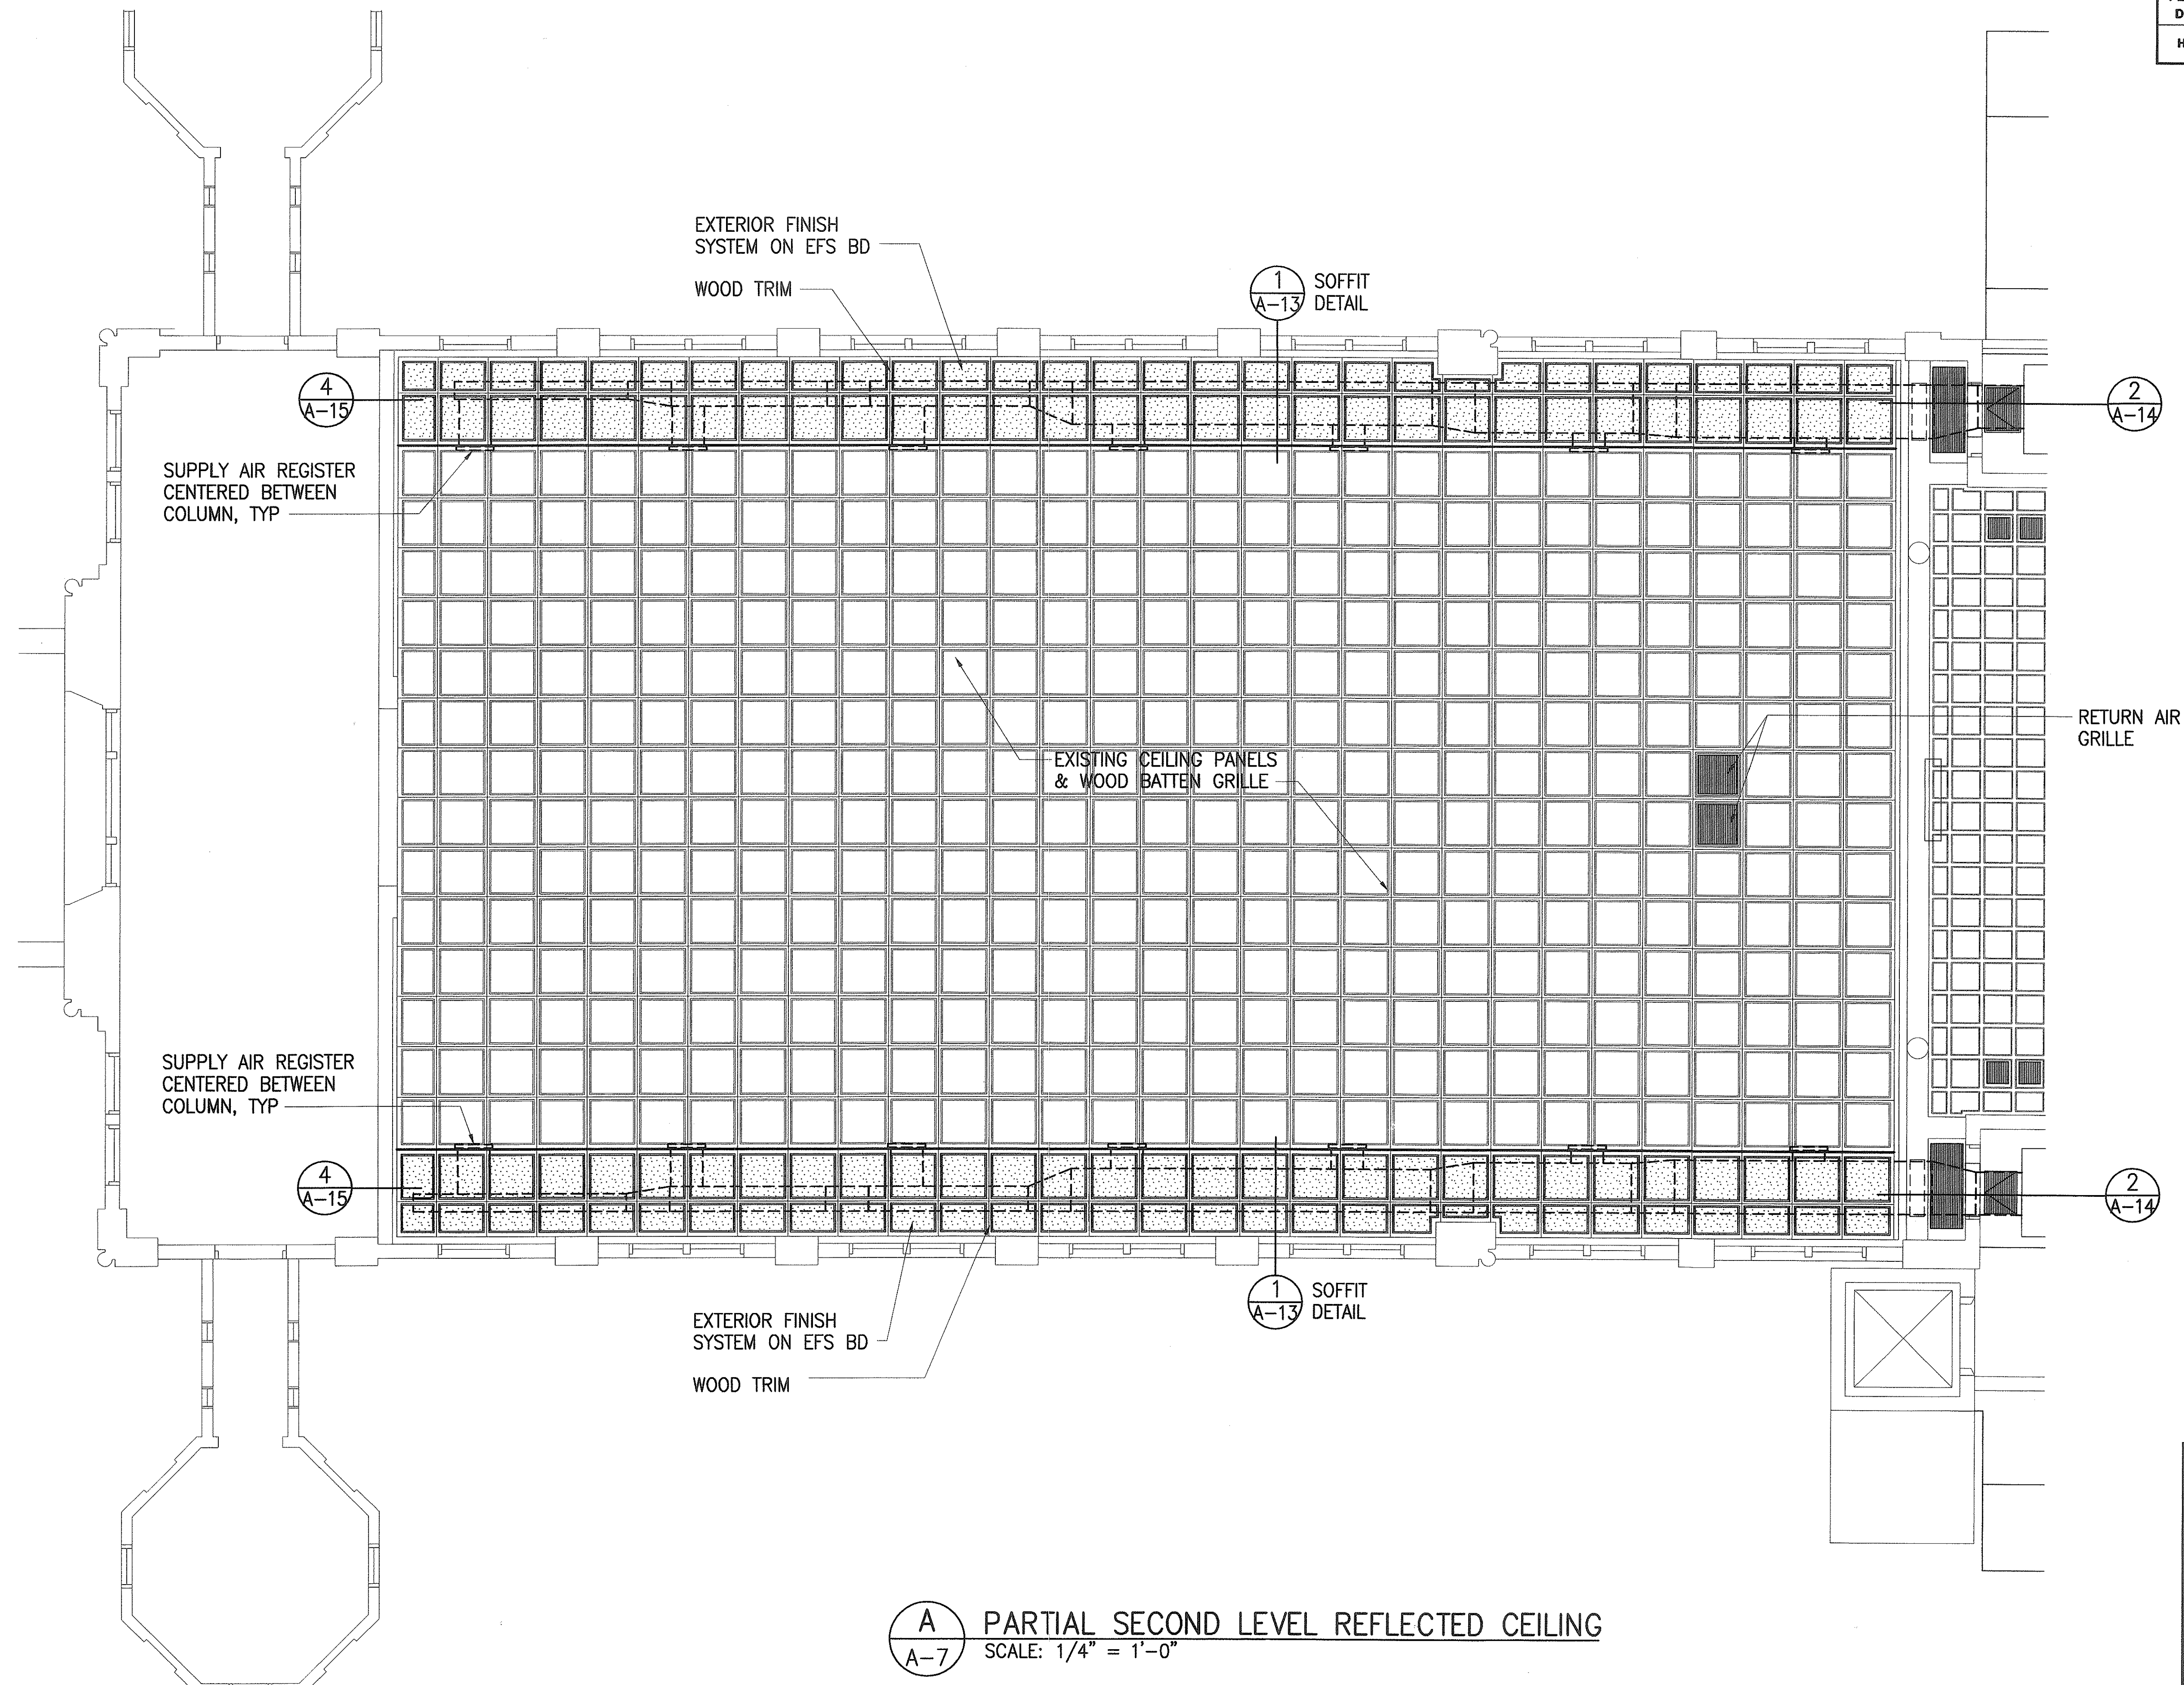 EXTERIOR FINISH
SYSTEM ON EFS BD
WOOD TRIM
1
A-13
SOFFIT
DETAIL
4
A-15
2
A-14
SUPPLY AIR REGISTER
CENTERED BETWEEN
COLUMN, TYP
RETURN AIR
GRILLE
EXISTING CEILING PANELS
& WOOD BATTEN GRILLE
SUPPLY AIR REGISTER
CENTERED BETWEEN
COLUMN, TYP
4
A-15
2
A-14
1
A-13
SOFFIT
DETAIL
EXTERIOR FINISH
SYSTEM ON EFS BD
WOOD TRIM
A
A-7
PARTIAL SECOND LEVEL REFLECTED CEILING
SCALE: 1/4" = 1'-0"